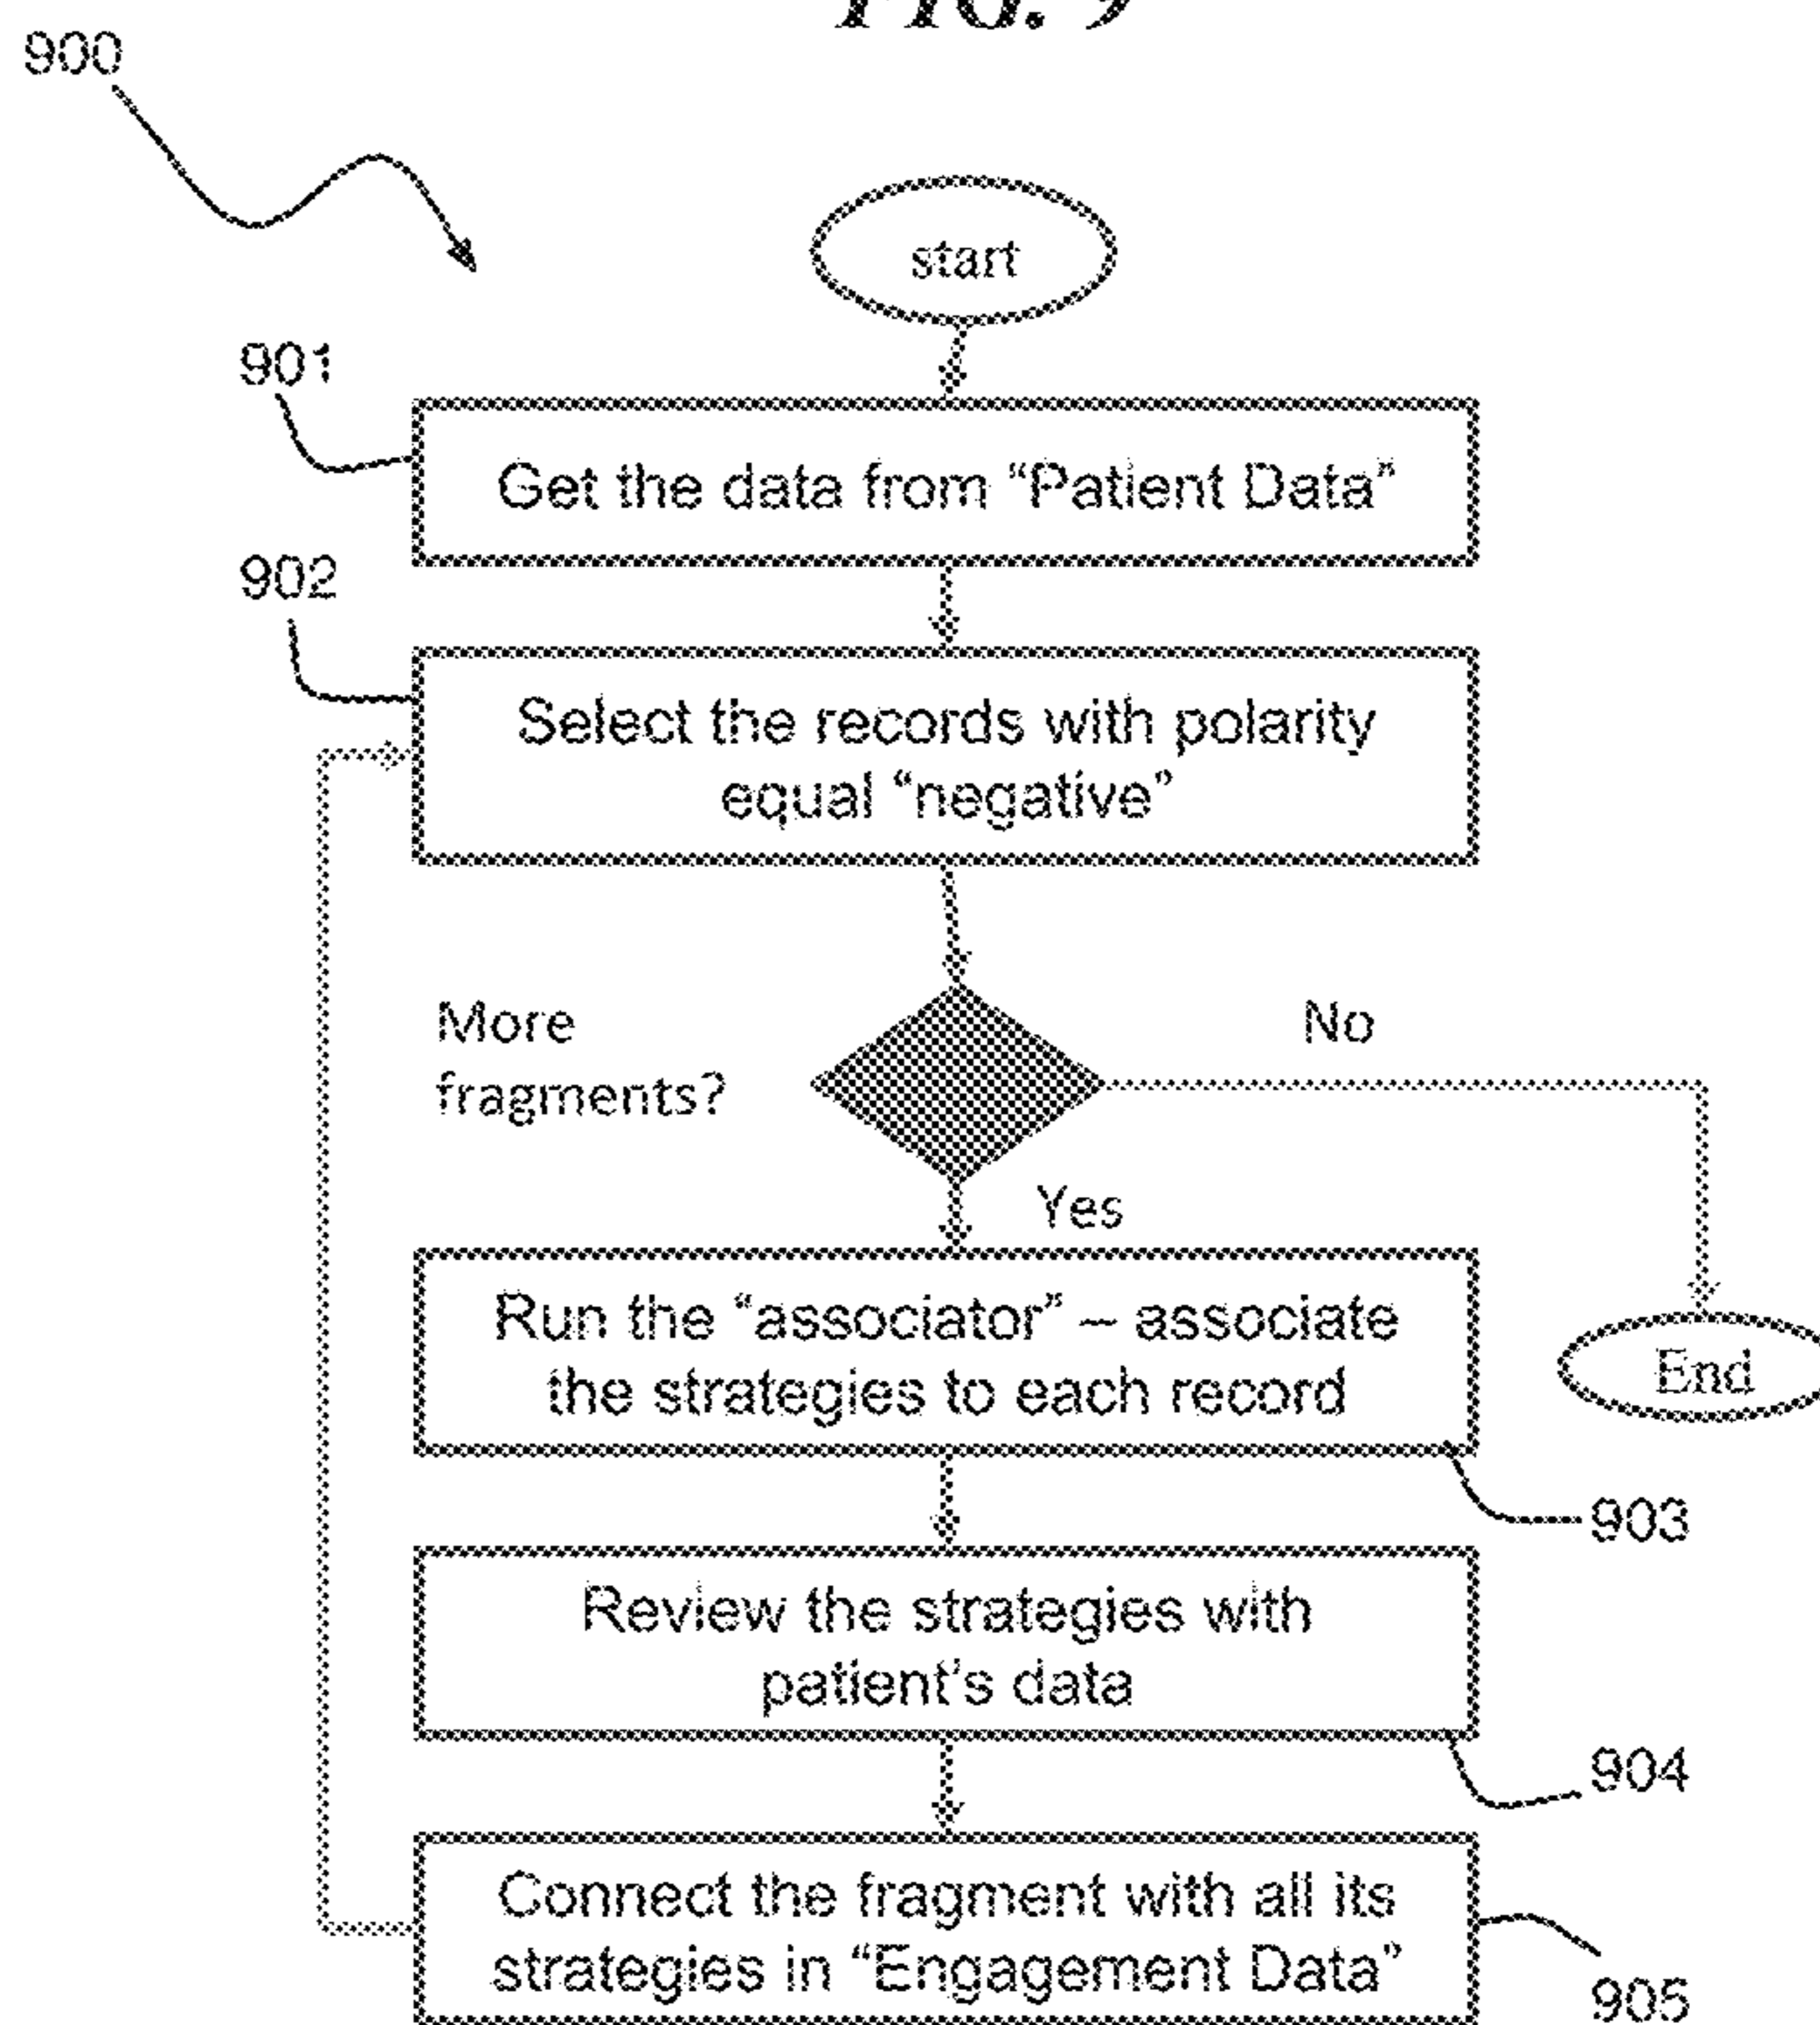 FIG. 9
900
start
901
Get the data from “Patient Data”
902
Select the records with polarity
equal “negative”
More
fragments?
No
Yes
Run the “associator” – associate
the strategies to each record
End
903
Review the strategies with
patient's data
904
Connect the fragment with all its
strategies in “Engagement Data”
905